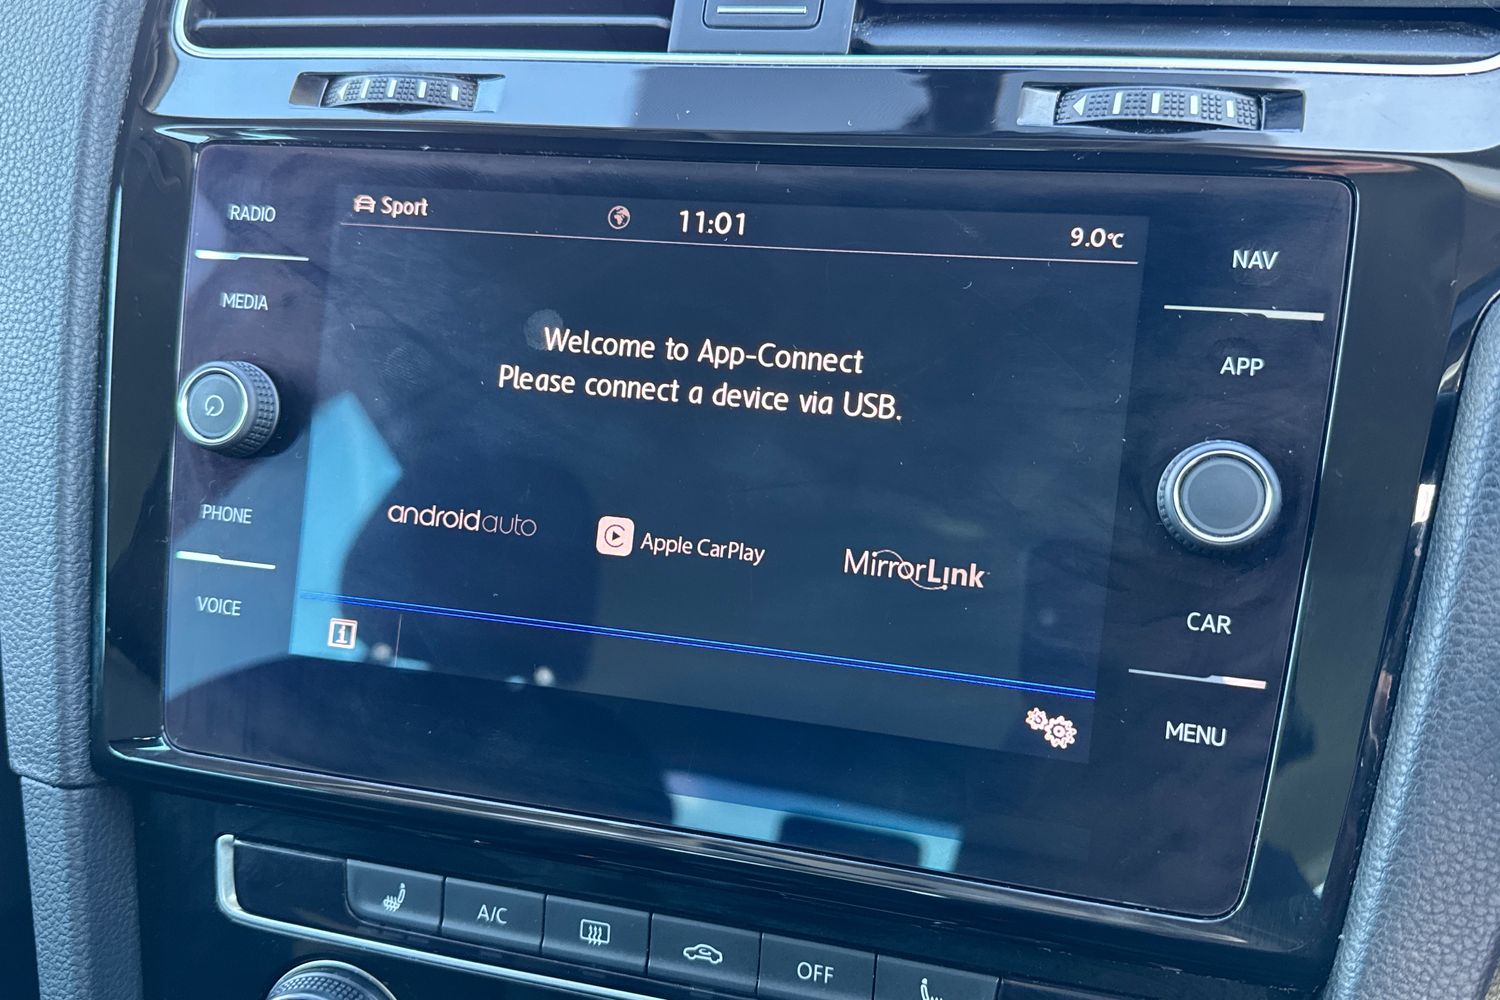 RADIO
MEDIA
PHONE
VOICE
Sport
11:01
9.0°C
Welcome to App-Connect
Please connect a device via USB.
androidauto
Apple CarPlay
MirrorLink
i
NAV
APP
CAR
MENU
A/C
OFF